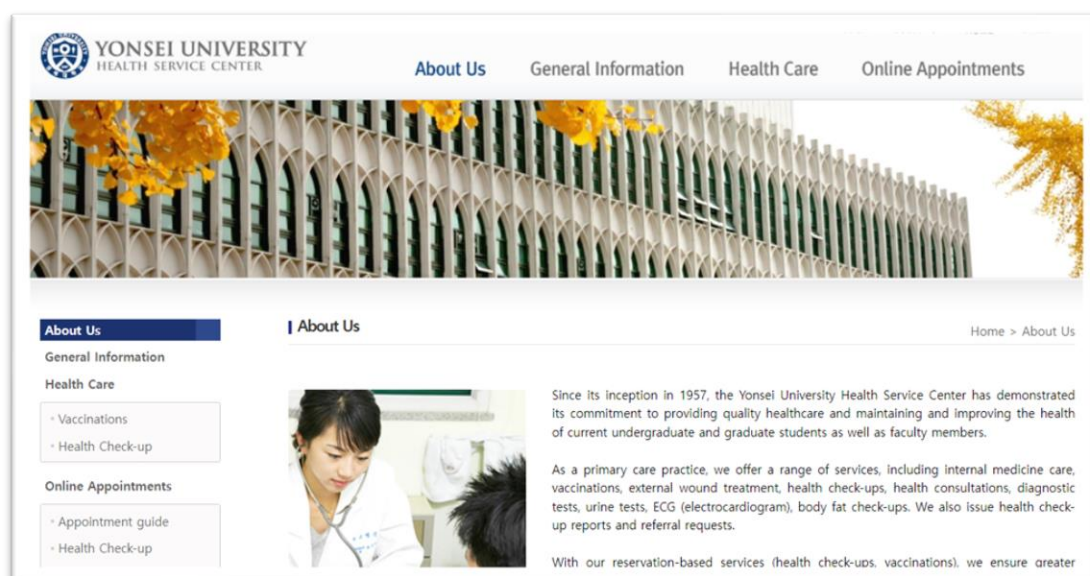 YONSEI UNIVERSITY
HEALTH SERVICE CENTER
About Us
General Information
Health Care
Online Appointments
About Us
General Information
Health Care
Vaccinations
Health Check-up
Online Appointments
Appointment guide
Health Check-up
About Us
Home > About Us
Since its inception in 1957, the Yonsei University Health Service Center has demonstrated
its commitment to providing quality healthcare and maintaining and improving the health
of current undergraduate and graduate students as well as faculty members.
As a primary care practice, we offer a range of services, including internal medicine care,
vaccinations, external wound treatment, health check-ups, health consultations, diagnostic
tests, urine tests, ECG (electrocardiogram), body fat check-ups. We also issue health check-
up reports and referral requests.
With our reservation-based services (health check-ups, vaccinations), we ensure greater